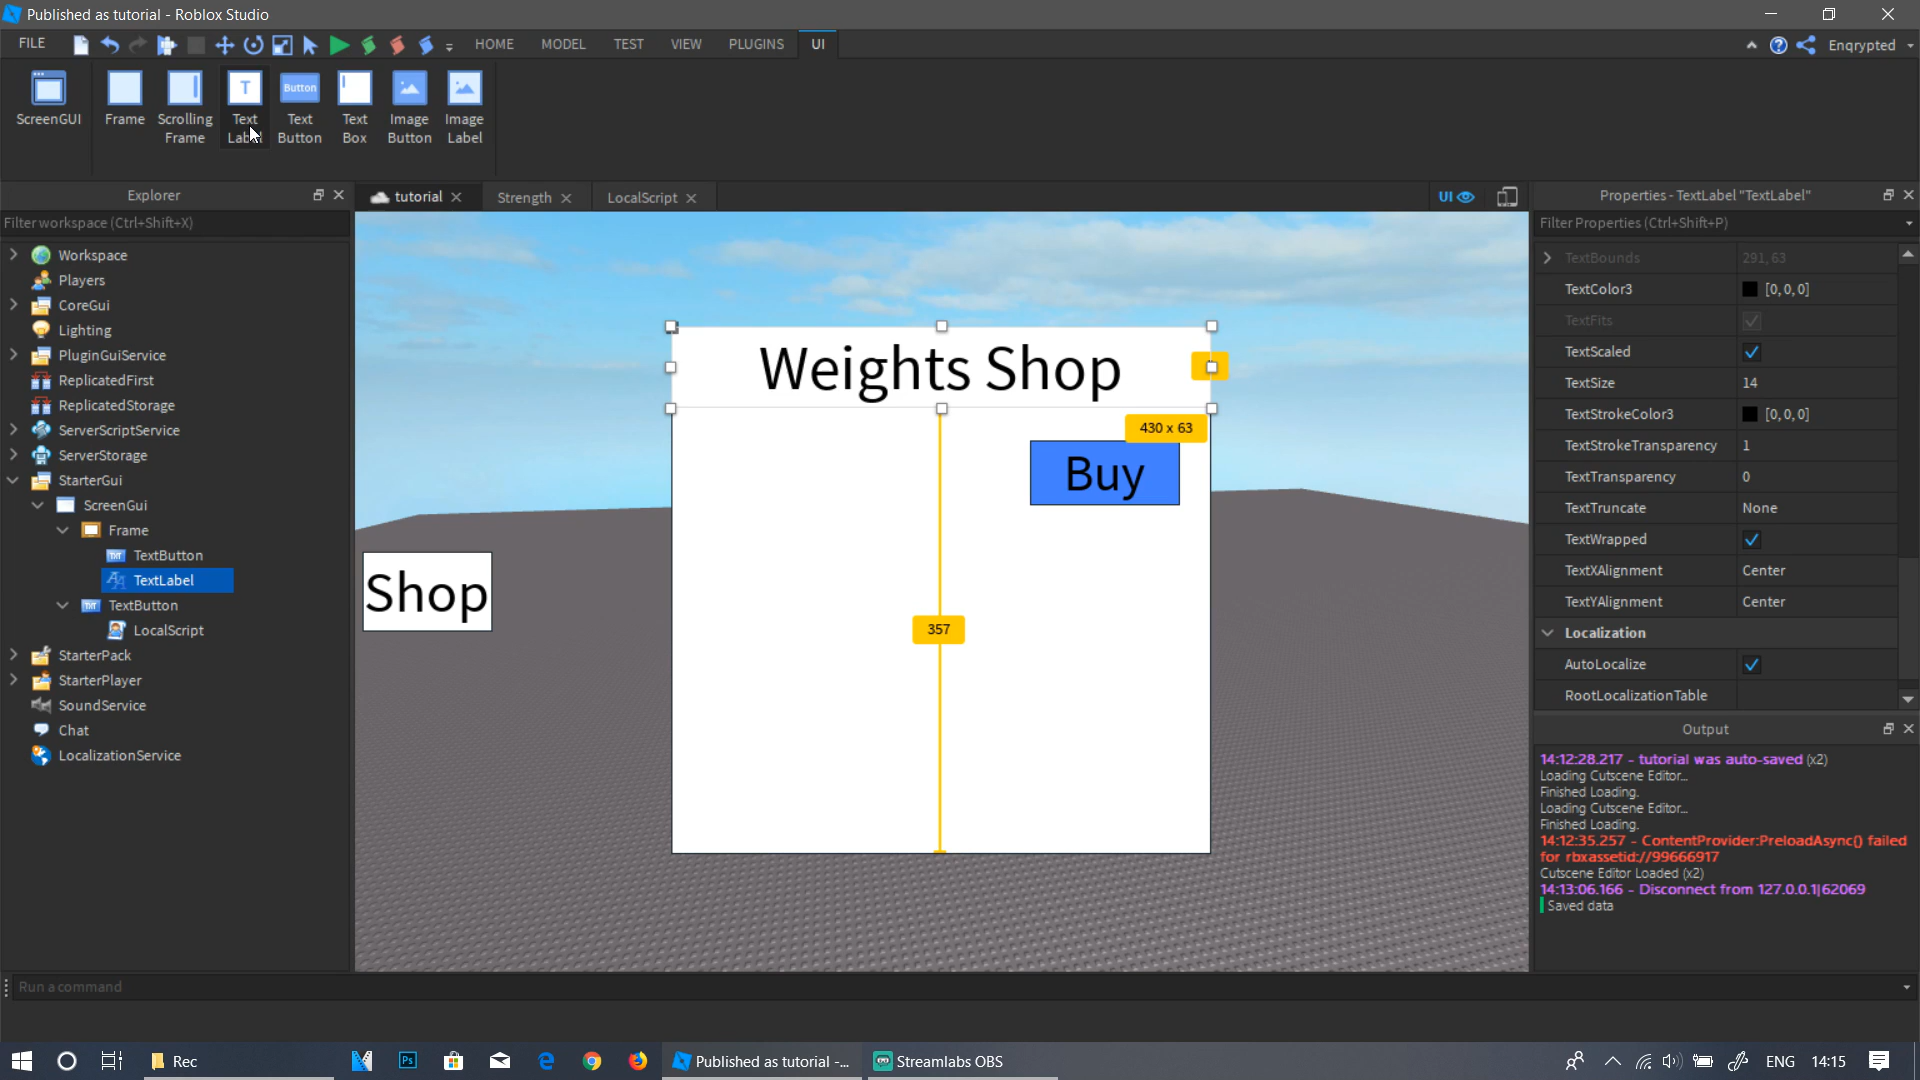 Published as tutorial - Roblox Studio
FILE HOME MODEL TEST VIEW PLUGINS UI Enqrypted
ScreenGUI
Frame
Scrolling
Frame
T
Text
Label
Button
Text
Button
Text
Box
Image
Button
Image
Label
Explorer
tutorial
Strength
LocalScript
UI
Properties - TextLabel "TextLabel"
Filter workspace (Ctrl+Shift+X)
Filter Properties (Ctrl+Shift+P)
Workspace
Players
CoreGui
Lighting
PluginGuiService
ReplicatedFirst
ReplicatedStorage
ServerScriptService
ServerStorage
StarterGui
ScreenGui
Frame
TextButton
TextLabel
TextButton
LocalScript
StarterPack
StarterPlayer
SoundService
Chat
LocalizationService
Weights Shop
430 x 63
Buy
Shop
357
TextBounds 291, 63
TextColor3 [0, 0, 0]
TextFits
TextScaled
TextSize 14
TextStrokeColor3 [0, 0, 0]
TextStrokeTransparency 1
TextTransparency 0
TextTruncate None
TextWrapped
TextXAlignment Center
TextYAlignment Center
Localization
AutoLocalize
RootLocalizationTable
Output
14:12:28.217 - tutorial was auto-saved (x2)
Loading Cutscene Editor...
Finished Loading.
Loading Cutscene Editor...
Finished Loading.
14:12:35.257 - ContentProvider:PreloadAsync() failed
for rbxassetid://99666917
Cutscene Editor Loaded (x2)
14:13:06.166 - Disconnect from 127.0.0.1|62069
Saved data
Run a command
Rec
Ps
Published as tutorial -...
Streamlabs OBS
ENG
14:15